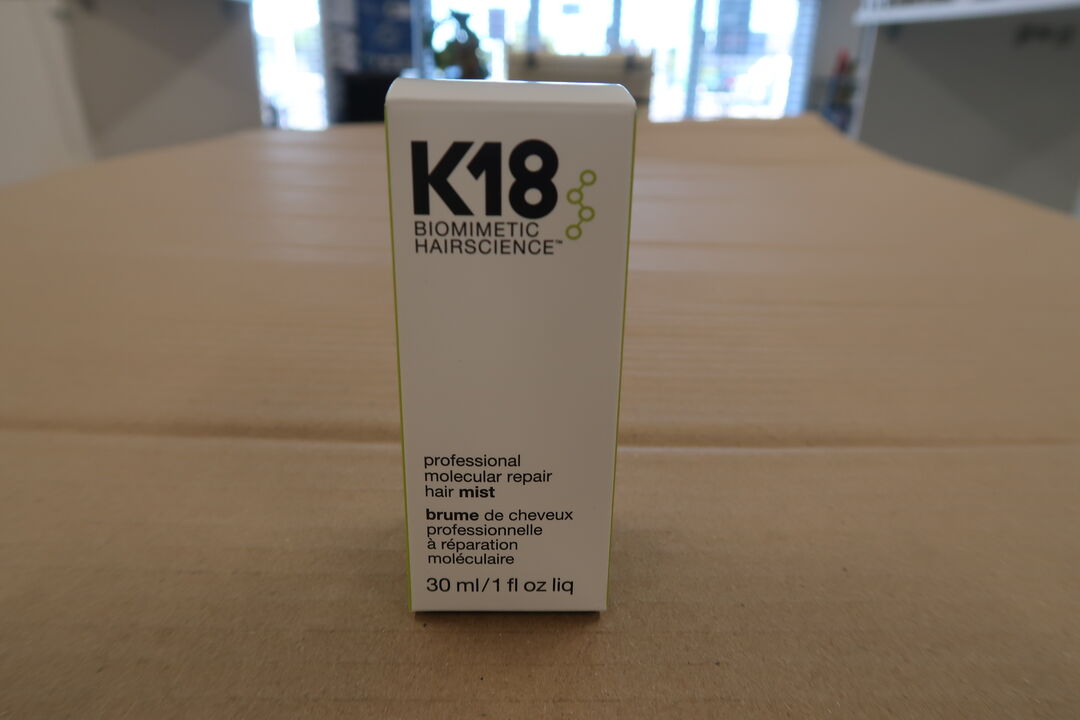 K18
BIOMIMETIC
HAIRSCIENCE™
professional
molecular repair
hair mist
brume de cheveux
professionnelle
à réparation
moléculaire
30 ml/1 fl oz liq